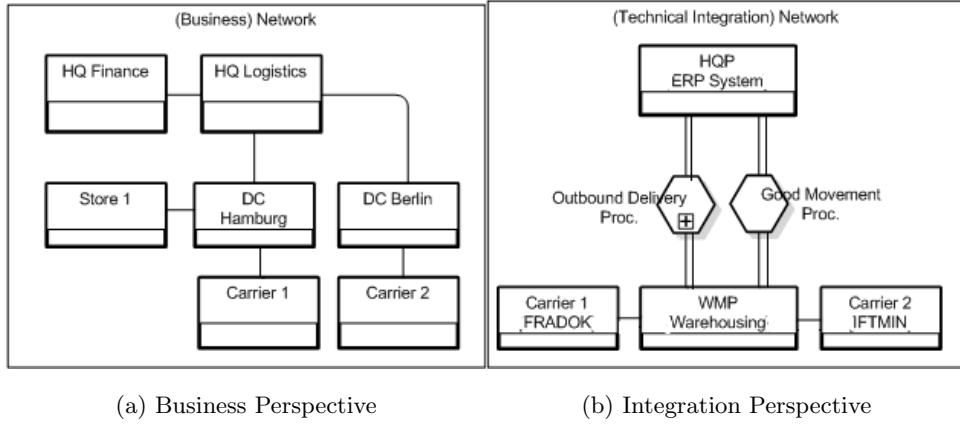 (Business) Network
HQ Finance
HQ Logistics
Store 1
DC
Hamburg
DC Berlin
Carrier 1
Carrier 2
(a) Business Perspective
(Technical Integration) Network
HQP
ERP System
Outbound Delivery
Proc.
Good Movement
Proc.
Carrier 1
FRADOK
WMP
Warehousing
Carrier 2
IFTMIN
(b) Integration Perspective